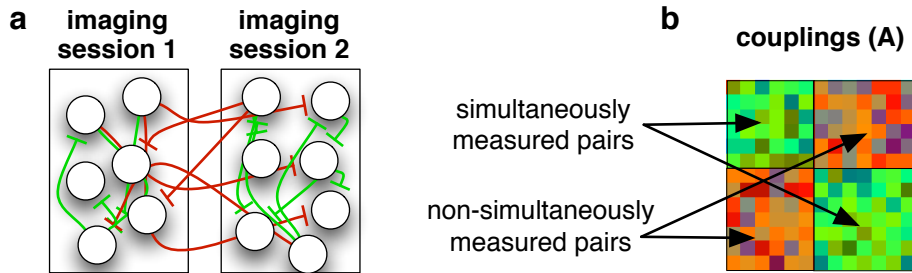 a
imaging
session 1
imaging
session 2
b
couplings (A)
simultaneously
measured pairs
non-simultaneously
measured pairs